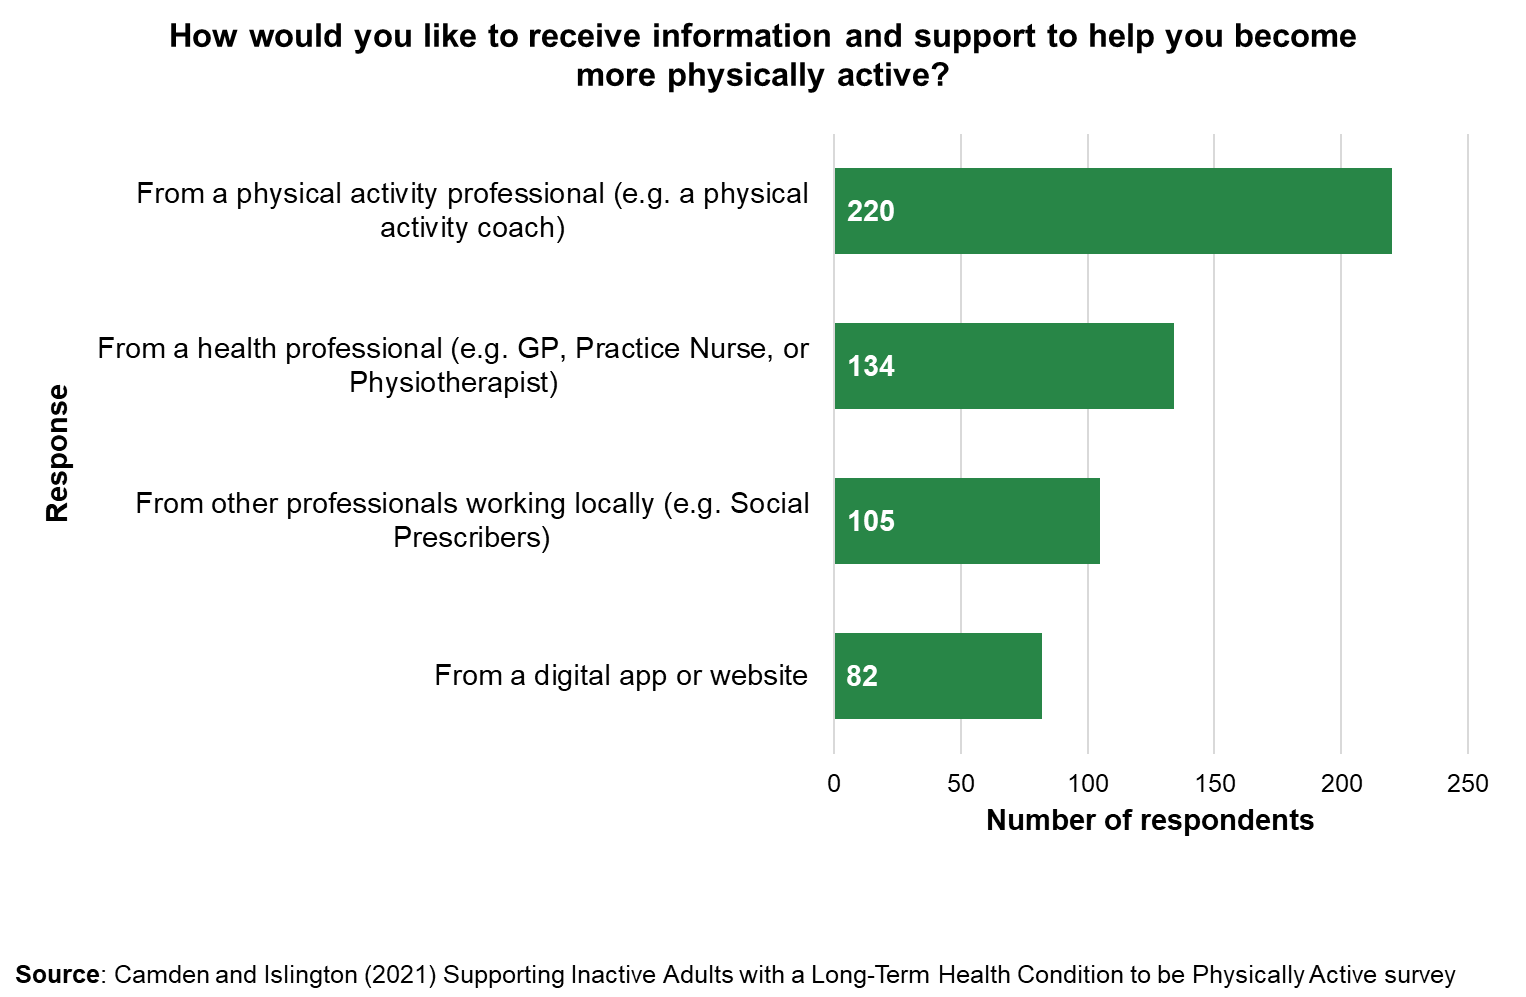 How would you like to receive information and support to help you become
more physically active?
From a physical activity professional (e.g. a physical
activity coach)
220
From a health professional (e.g. GP, Practice Nurse, or
Physiotherapist)
134
Response
From other professionals working locally (e.g. Social
Prescribers)
105
From a digital app or website
82
0 50 100 150 200 250
Number of respondents
Source: Camden and Islington (2021) Supporting Inactive Adults with a Long-Term Health Condition to be Physically Active survey